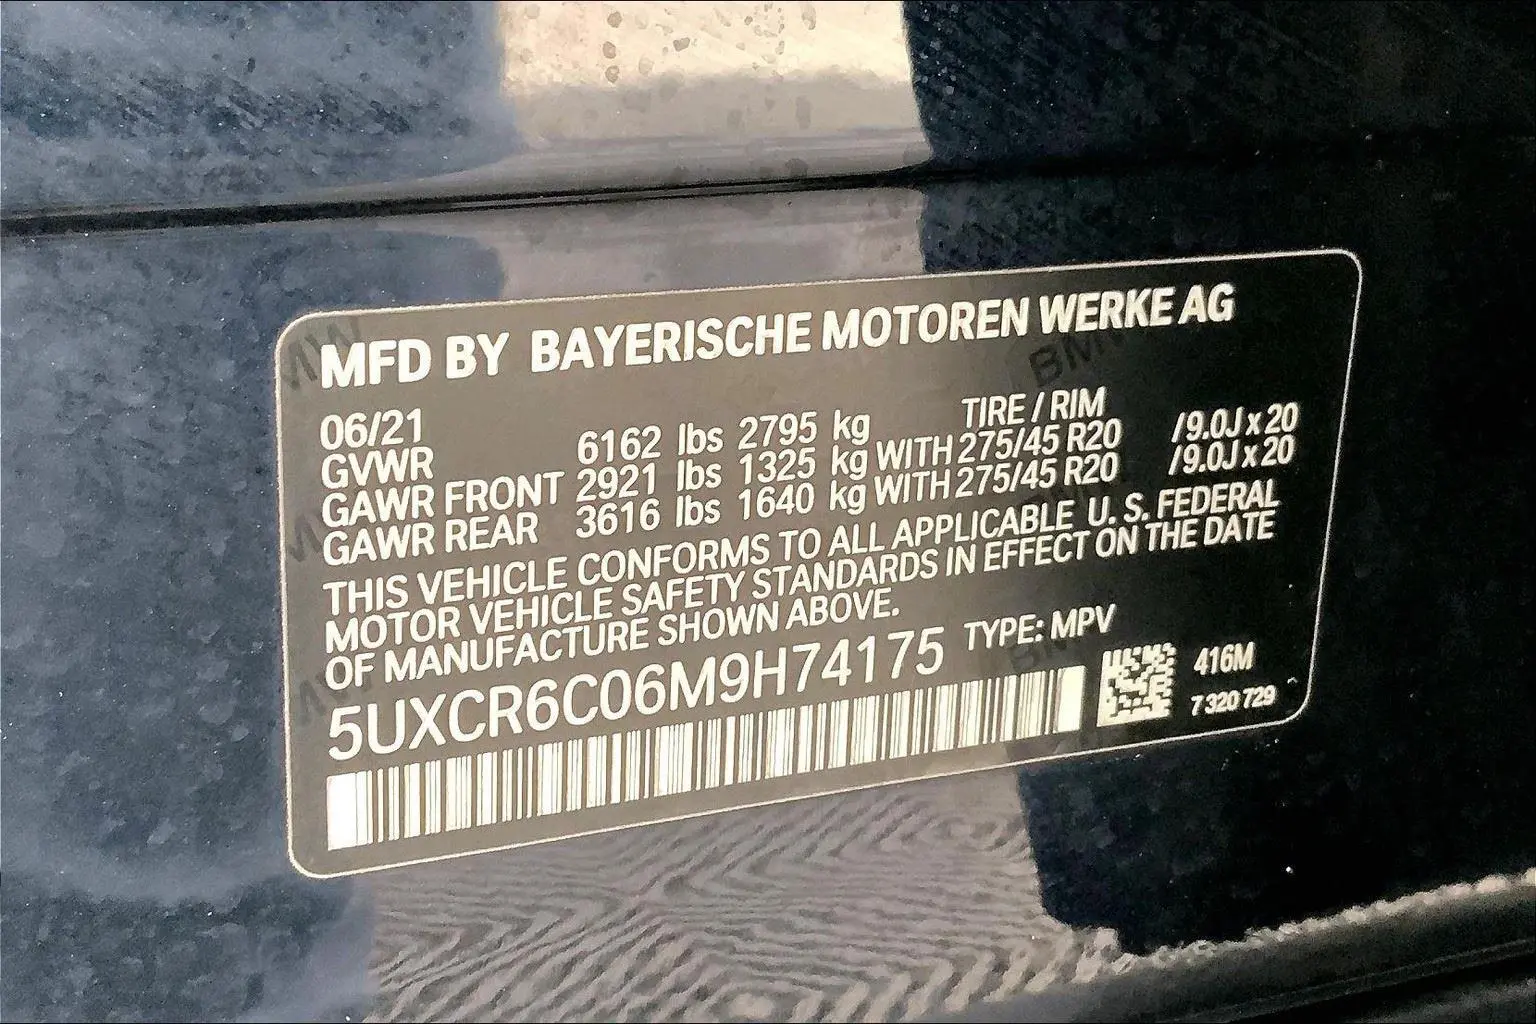 MFD BY BAYERISCHE MOTOREN WERKE AG
06/21 TIRE / RIM
GVWR 6162 lbs 2795 kg
GAWR FRONT 2921 lbs 1325 kg WITH 275/45 R20 /9.0J x 20
GAWR REAR 3616 lbs 1640 kg WITH 275/45 R20 /9.0J x 20
THIS VEHICLE CONFORMS TO ALL APPLICABLE U. S. FEDERAL
MOTOR VEHICLE SAFETY STANDARDS IN EFFECT ON THE DATE
OF MANUFACTURE SHOWN ABOVE.
5UXCR6C06M9H74175 TYPE: MPV
416M
7 320 729